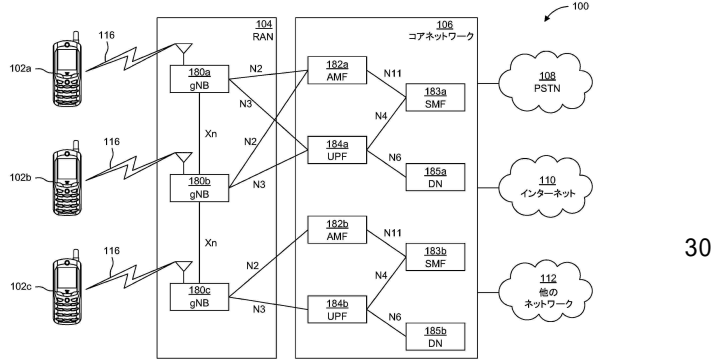 100
104
RAN
106
コアネットワーク
116
102a
180a
gNB
N2
N3
182a
AMF
N11
183a
SMF
N4
108
PSTN
Xn
N2
184a
UPF
116
102b
180b
gNB
N3
N6
185a
DN
110
インターネット
30
Xn
182b
AMF
N11
116
N2
183b
SMF
N4
102c
180c
gNB
N3
184b
UPF
N6
185b
DN
112
他の
ネットワーク